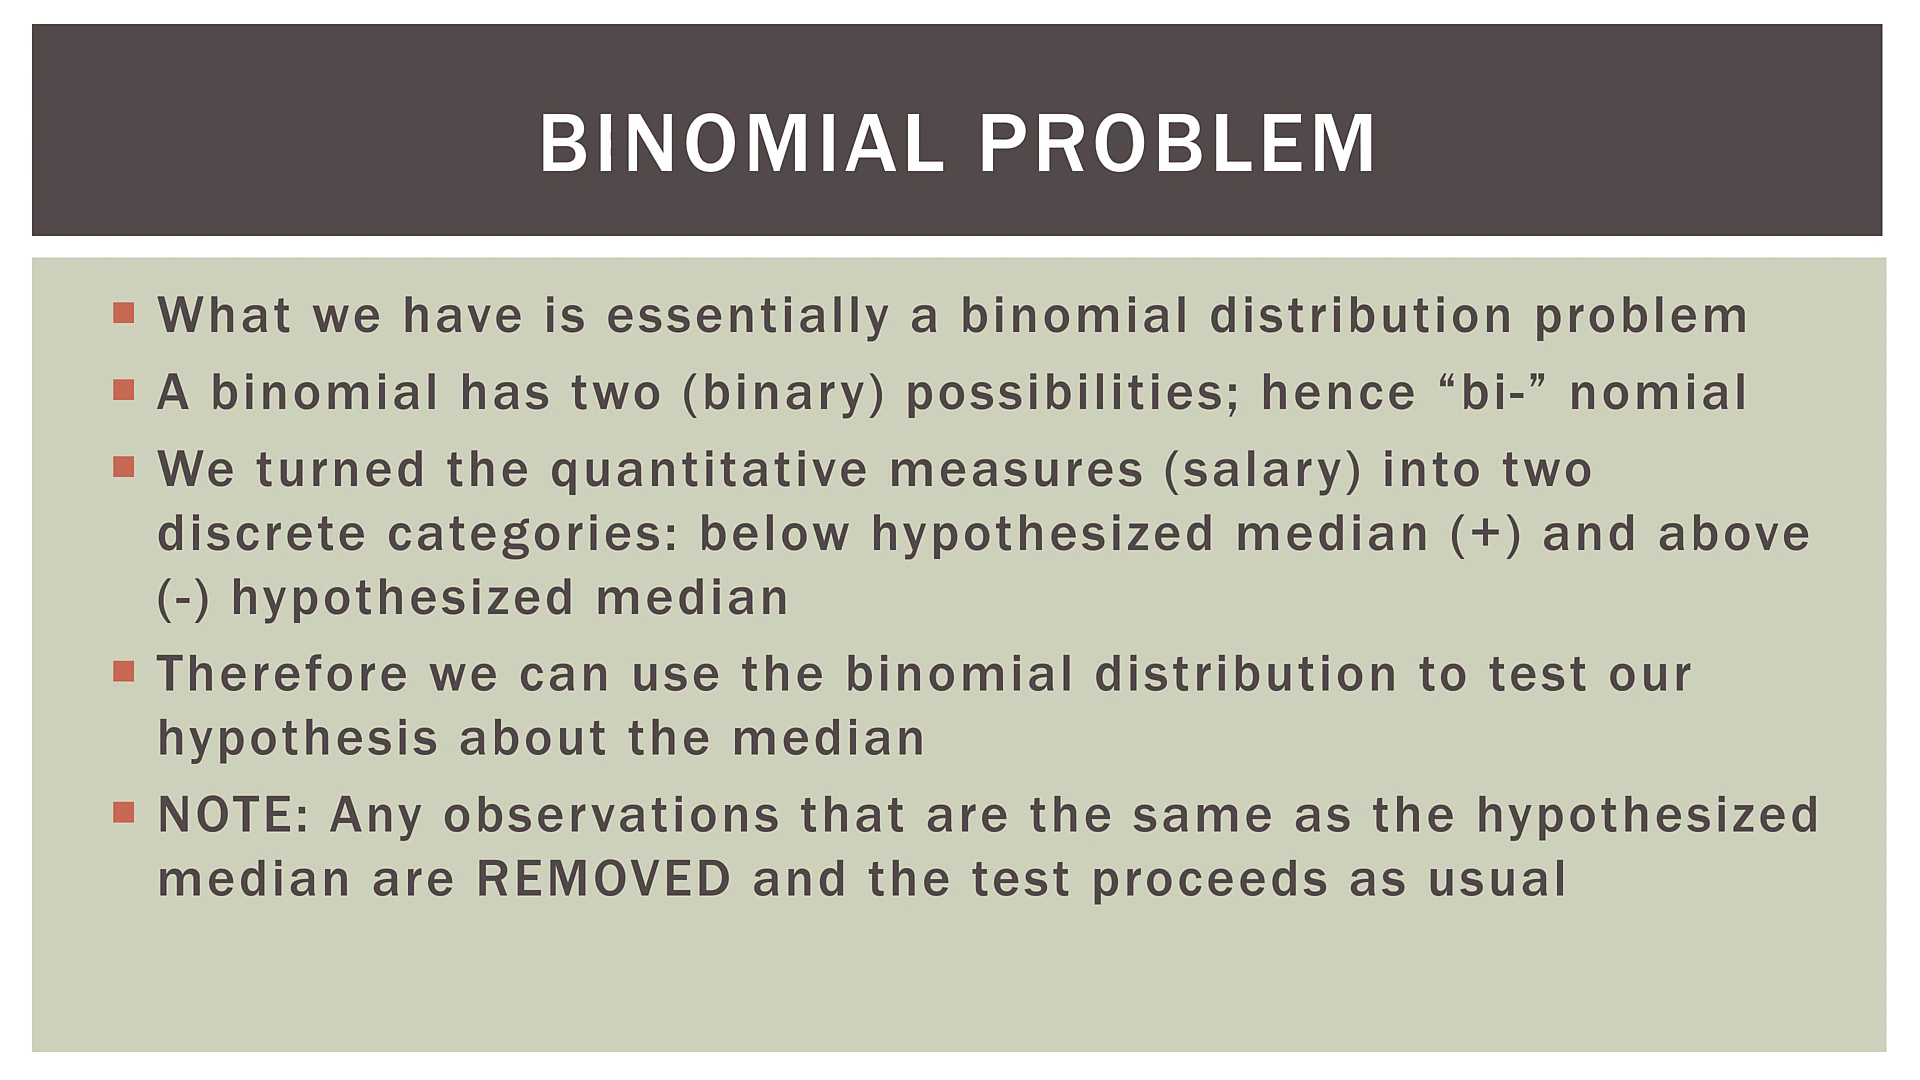 BINOMIAL PROBLEM
What we have is essentially a binomial distribution problem
A binomial has two (binary) possibilities; hence “bi-” nomial
We turned the quantitative measures (salary) into two
discrete categories: below hypothesized median (+) and above
(-) hypothesized median
Therefore we can use the binomial distribution to test our
hypothesis about the median
NOTE: Any observations that are the same as the hypothesized
median are REMOVED and the test proceeds as usual